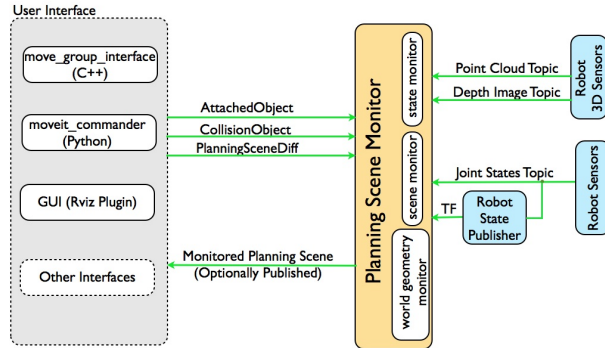 User Interface
move_group_interface
(C++)
moveit_commander
(Python)
GUI (Rviz Plugin)
Other Interfaces
AttachedObject
CollisionObject
PlanningSceneDiff
Monitored Planning Scene
(Optionally Published)
Planning Scene Monitor
state monitor
scene monitor
world geometry
monitor
Point Cloud Topic
Depth Image Topic
Joint States Topic
TF
Robot
State
Publisher
Robot
3D Sensors
Robot Sensors